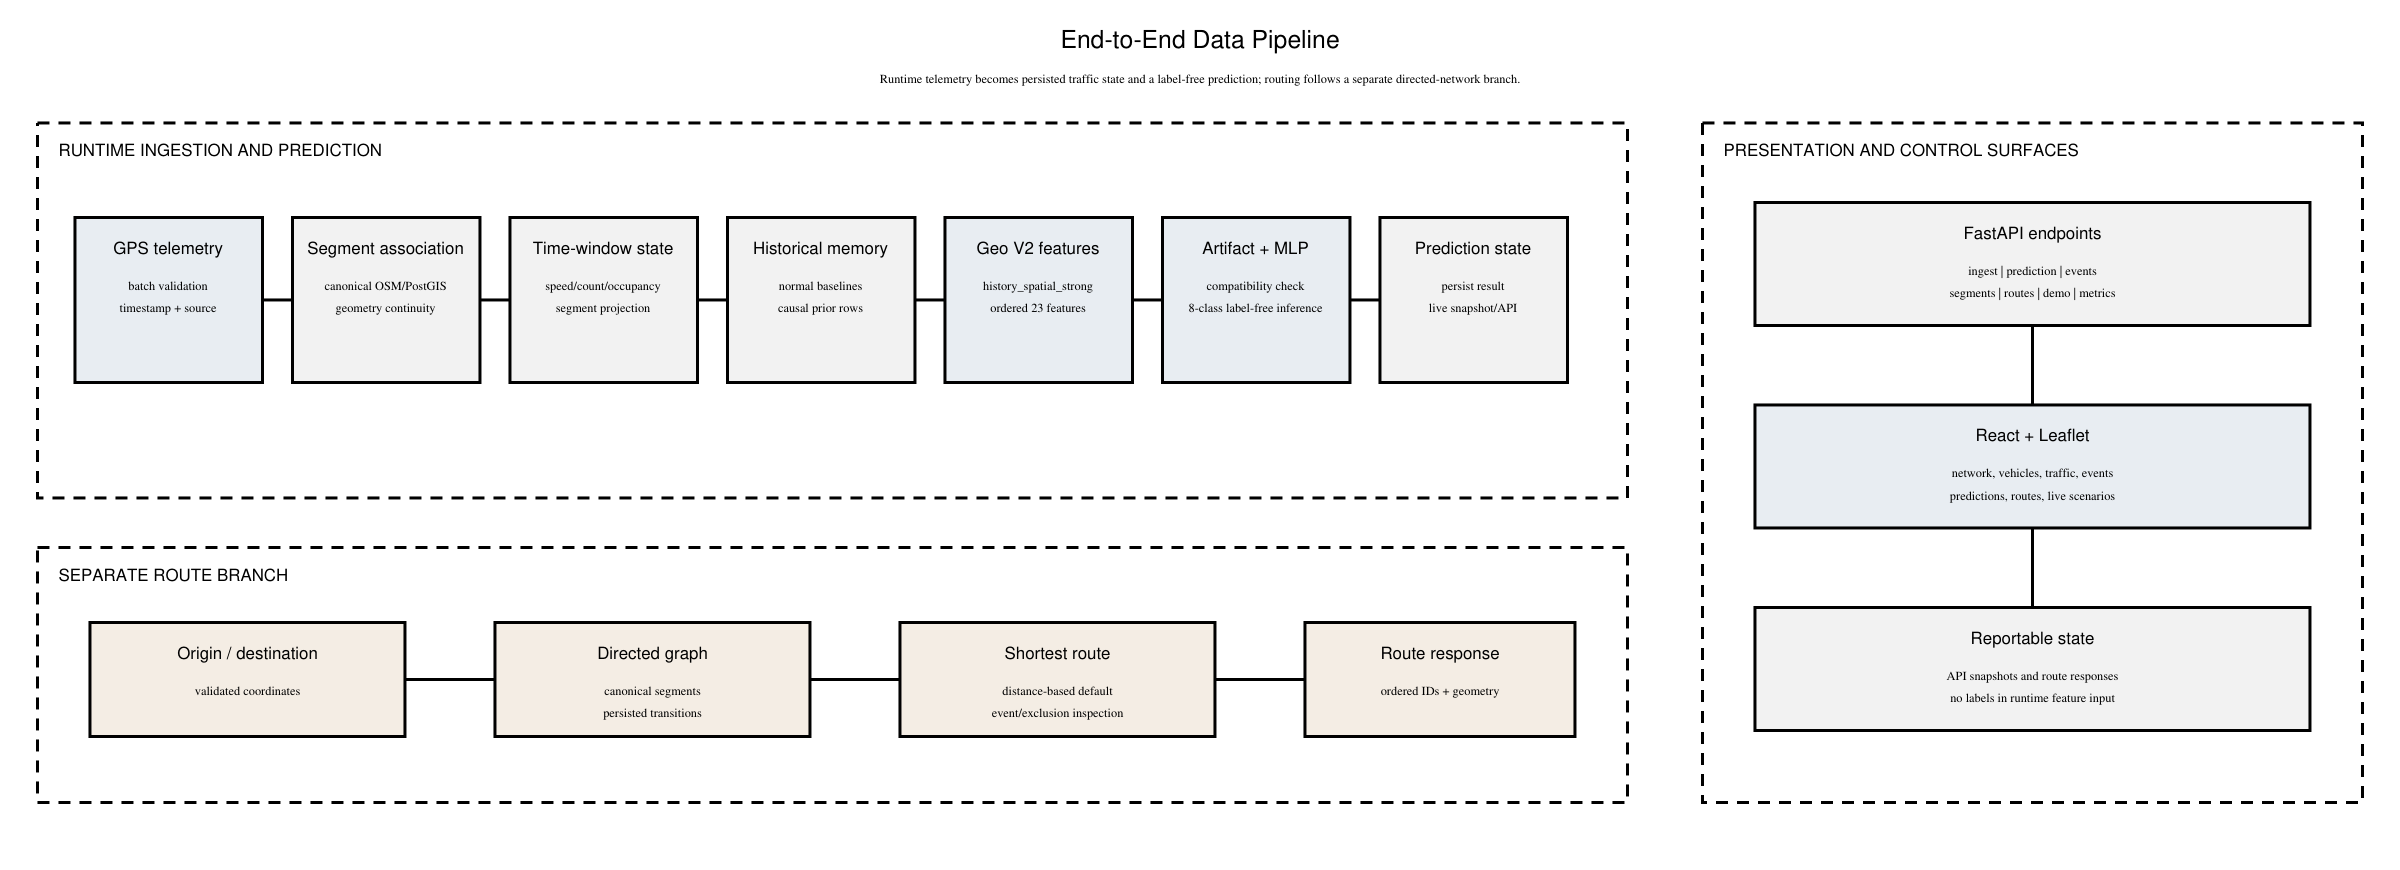 End-to-End Data Pipeline
Runtime telemetry becomes persisted traffic state and a label-free prediction; routing follows a separate directed-network branch.
RUNTIME INGESTION AND PREDICTION
GPS telemetry
batch validation
timestamp + source
Segment association
canonical OSM/PostGIS
geometry continuity
Time-window state
speed/count/occupancy
segment projection
Historical memory
normal baselines
causal prior rows
Geo V2 features
history_spatial_strong
ordered 23 features
Artifact + MLP
compatibility check
8-class label-free inference
Prediction state
persist result
live snapshot/API
SEPARATE ROUTE BRANCH
Origin / destination
validated coordinates
Directed graph
canonical segments
persisted transitions
Shortest route
distance-based default
event/exclusion inspection
Route response
ordered IDs + geometry
PRESENTATION AND CONTROL SURFACES
FastAPI endpoints
ingest | prediction | events
segments | routes | demo | metrics
React + Leaflet
network, vehicles, traffic, events
predictions, routes, live scenarios
Reportable state
API snapshots and route responses
no labels in runtime feature input